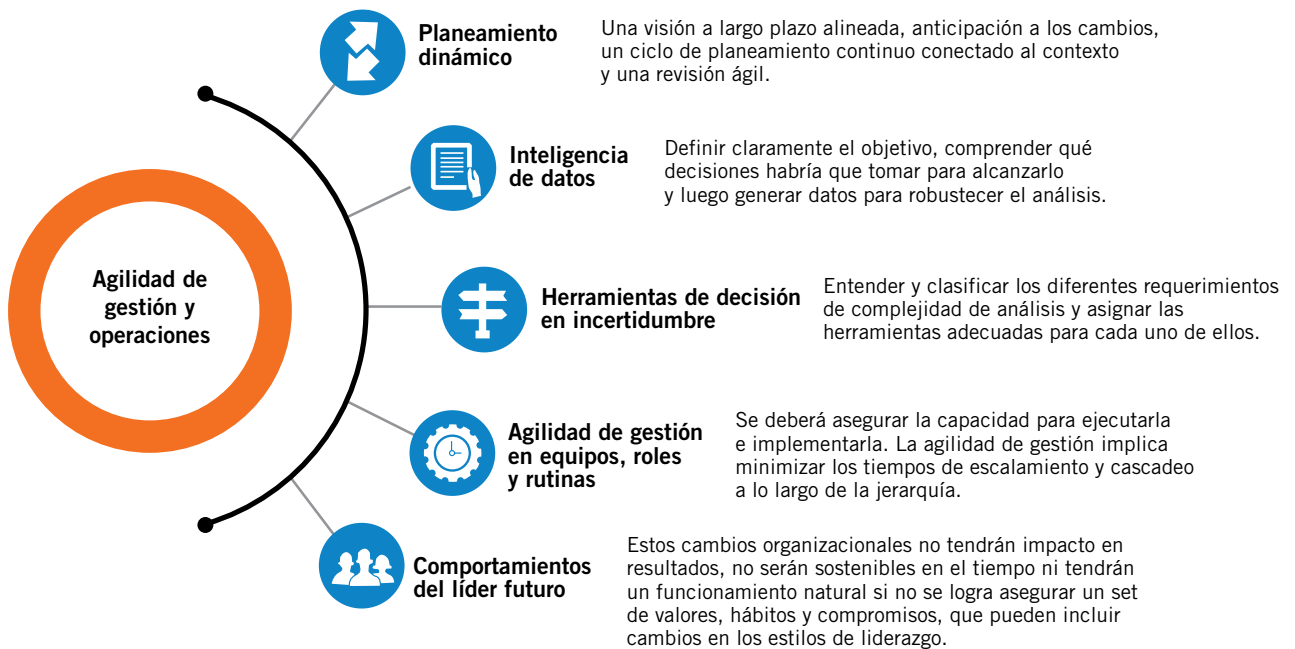 Agilidad de
gestión y
operaciones
Planeamiento
dinámico
Una visión a largo plazo alineada, anticipación a los cambios,
un ciclo de planeamiento continuo conectado al contexto
y una revisión ágil.
Inteligencia
de datos
Definir claramente el objetivo, comprender qué
decisiones habría que tomar para alcanzarlo
y luego generar datos para robustecer el análisis.
Herramientas de decisión
en incertidumbre
Entender y clasificar los diferentes requerimientos
de complejidad de análisis y asignar las
herramientas adecuadas para cada uno de ellos.
Agilidad de gestión
en equipos, roles
y rutinas
Se deberá asegurar la capacidad para ejecutarla
e implementarla. La agilidad de gestión implica
minimizar los tiempos de escalamiento y cascadeo
a lo largo de la jerarquía.
Comportamientos
del líder futuro
Estos cambios organizacionales no tendrán impacto en
resultados, no serán sostenibles en el tiempo ni tendrán
un funcionamiento natural si no se logra asegurar un set
de valores, hábitos y compromisos, que pueden incluir
cambios en los estilos de liderazgo.